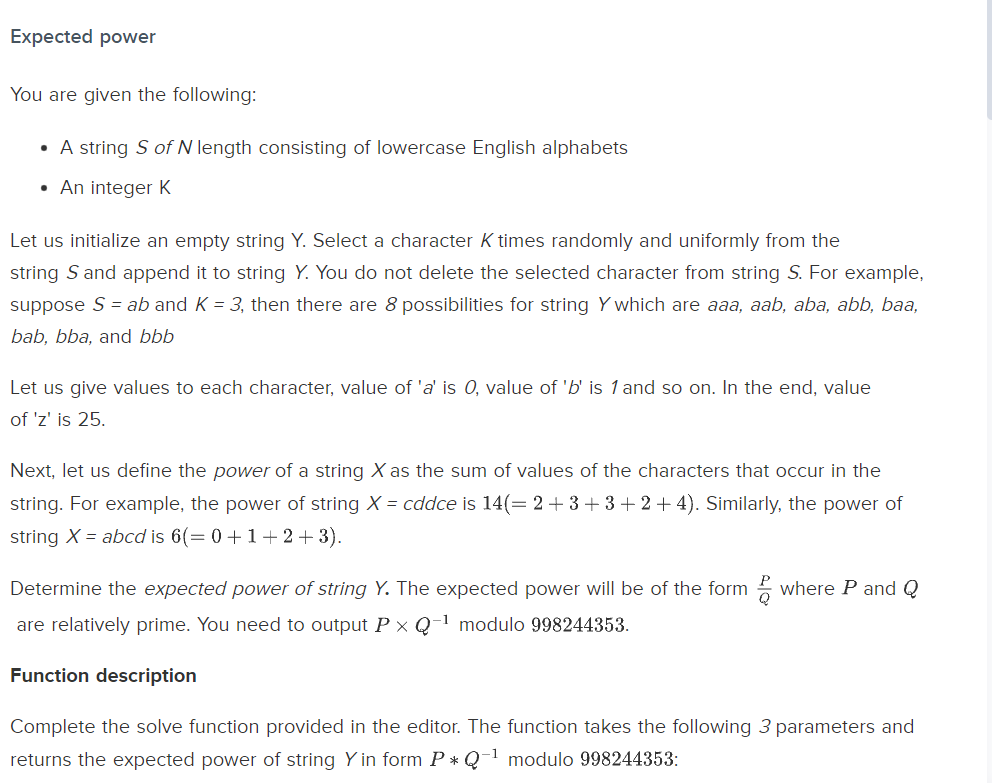 Expected power
You are given the following:
• A string S of N length consisting of lowercase English alphabets
• An integer K
Let us initialize an empty string Y. Select a character K times randomly and uniformly from the
string S and append it to string Y. You do not delete the selected character from string S. For example,
suppose S = ab and K = 3, then there are 8 possibilities for string Y which are aaa, aab, aba, abb, baa,
bab, bba, and bbb
Let us give values to each character, value of 'a' is 0, value of 'b' is 1 and so on. In the end, value
of 'z' is 25.
Next, let us define the power of a string X as the sum of values of the characters that occur in the
string. For example, the power of string X = cddce is 14(= 2 + 3 + 3 + 2 + 4). Similarly, the power of
string X = abcd is 6(= 0 + 1 + 2 + 3).
Determine the expected power of string Y. The expected power will be of the form P/Q where P and Q
are relatively prime. You need to output P × Q⁻¹ modulo 998244353.
Function description
Complete the solve function provided in the editor. The function takes the following 3 parameters and
returns the expected power of string Y in form P ∗ Q⁻¹ modulo 998244353: